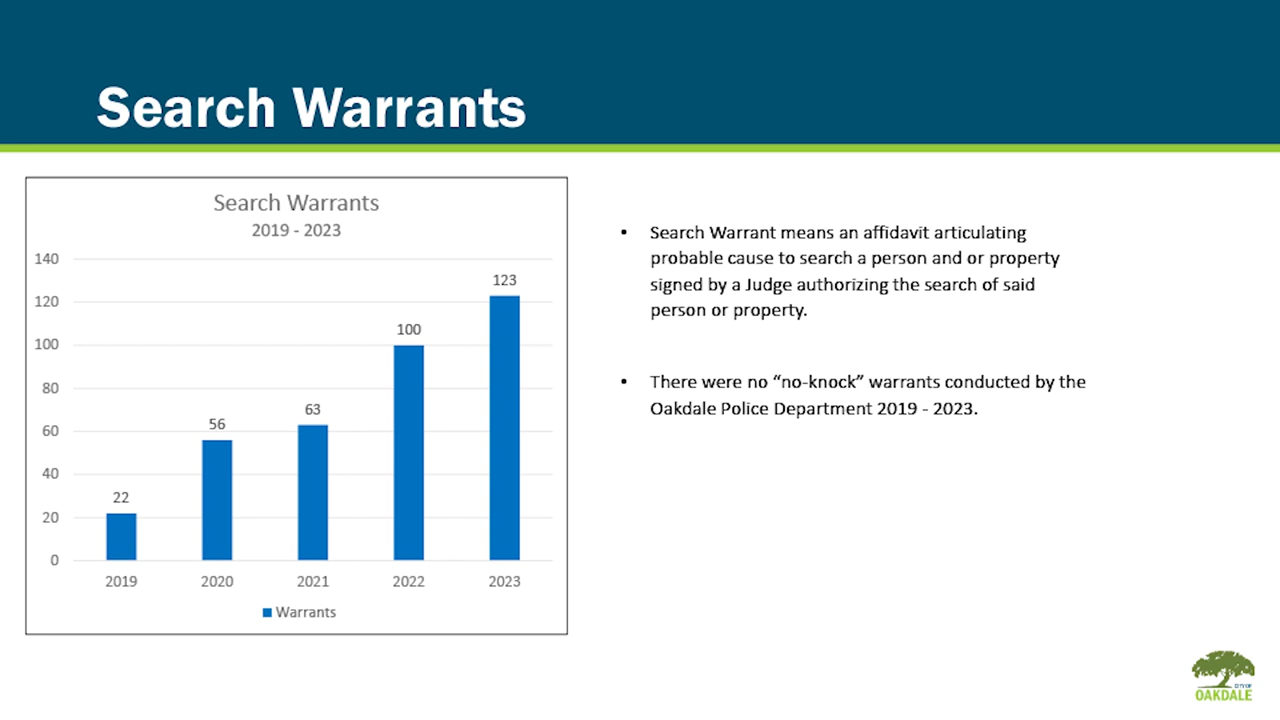 Search Warrants
Search Warrants
2019 - 2023
140
120
100
80
60
40
20
0
22
56
63
100
123
2019 2020 2021 2022 2023
Warrants
• Search Warrant means an affidavit articulating
probable cause to search a person and or property
signed by a Judge authorizing the search of said
person or property.
• There were no “no-knock” warrants conducted by the
Oakdale Police Department 2019 - 2023.
CITY OF
OAKDALE